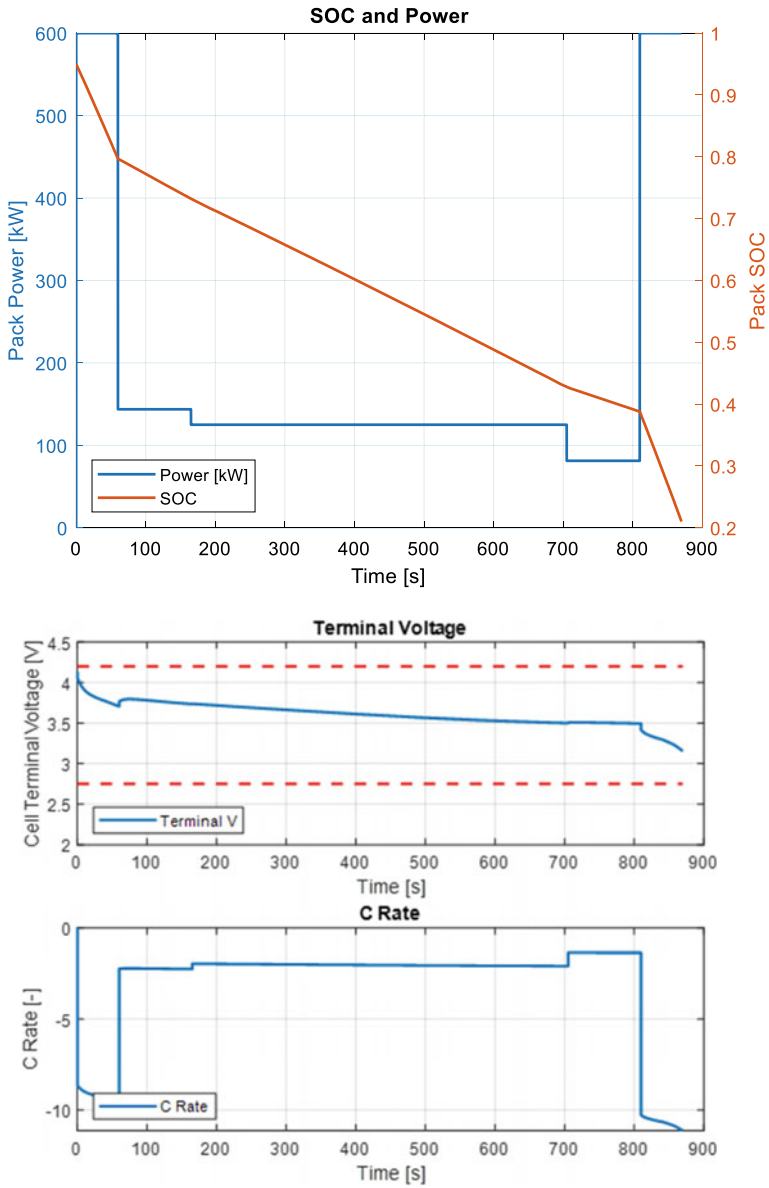 SOC and Power
600
500
400
300
200
100
0
Pack Power [kW]
1
0.9
0.8
0.7
0.6
0.5
0.4
0.3
0.2
Pack SOC
Power [kW]
SOC
0 100 200 300 400 500 600 700 800 900
Time [s]
Terminal Voltage
4.5
4
3.5
3
2.5
2
Cell Terminal Voltage [V]
Terminal V
0 100 200 300 400 500 600 700 800 900
Time [s]
C Rate
0
-5
-10
C Rate [-]
C Rate
0 100 200 300 400 500 600 700 800 900
Time [s]